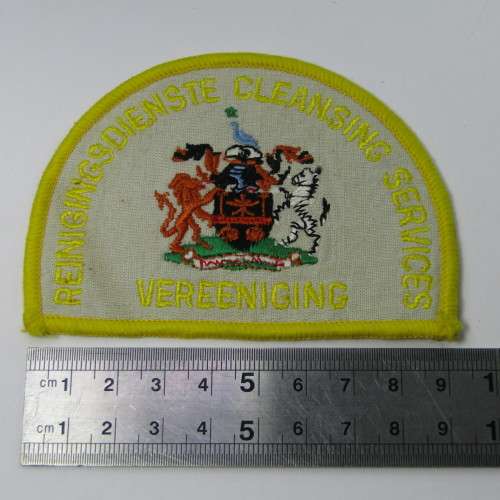 REINIGINGSDIENSTE CLEANSING SERVICES
VEREENIGING
cm 1 2 3 4 5 6 7 8 9 1
cm 1 2 3 4 5 6 7 8 9 1